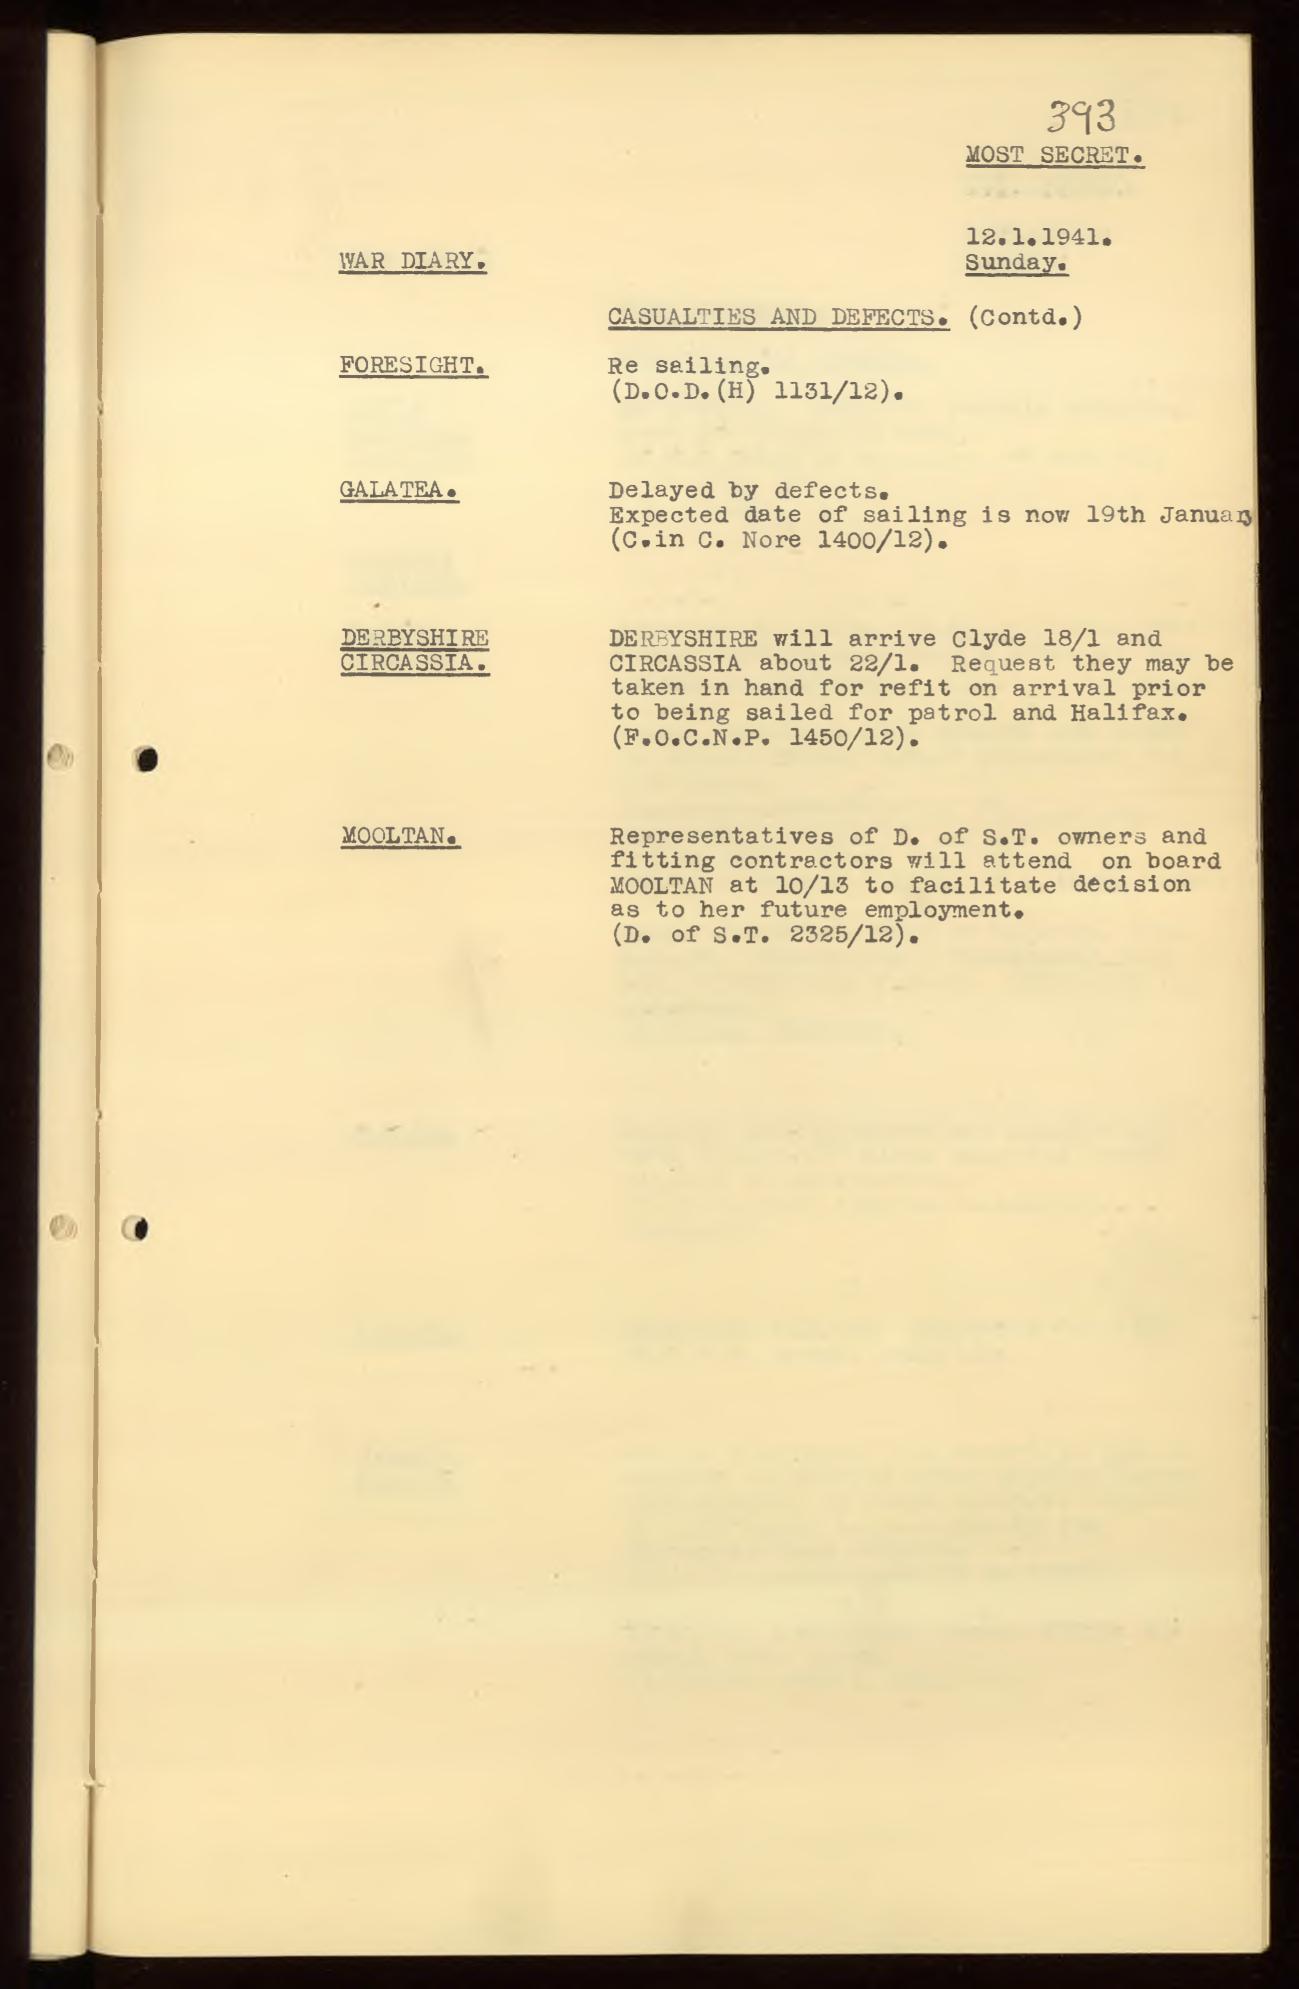 393
MOST SECRET.
12.1.1941.
WAR DIARY. Sunday.
CASUALTIES AND DEFECTS. (Contd.)
FORESIGHT. Re sailing.
(D.O.D.(H) 1131/12).
GALATEA. Delayed by defects.
Expected date of sailing is now 19th January
(C.in C. Nore 1400/12).
DERBYSHIRE DERBYSHIRE will arrive Clyde 18/1 and
CIRCASSIA. CIRCASSIA about 22/1. Request they may be
taken in hand for refit on arrival prior
to being sailed for patrol and Halifax.
(F.O.C.N.P. 1450/12).
MOOLTAN. Representatives of D. of S.T. owners and
fitting contractors will attend on board
MOOLTAN at 10/13 to facilitate decision
as to her future employment.
(D. of S.T. 2325/12).